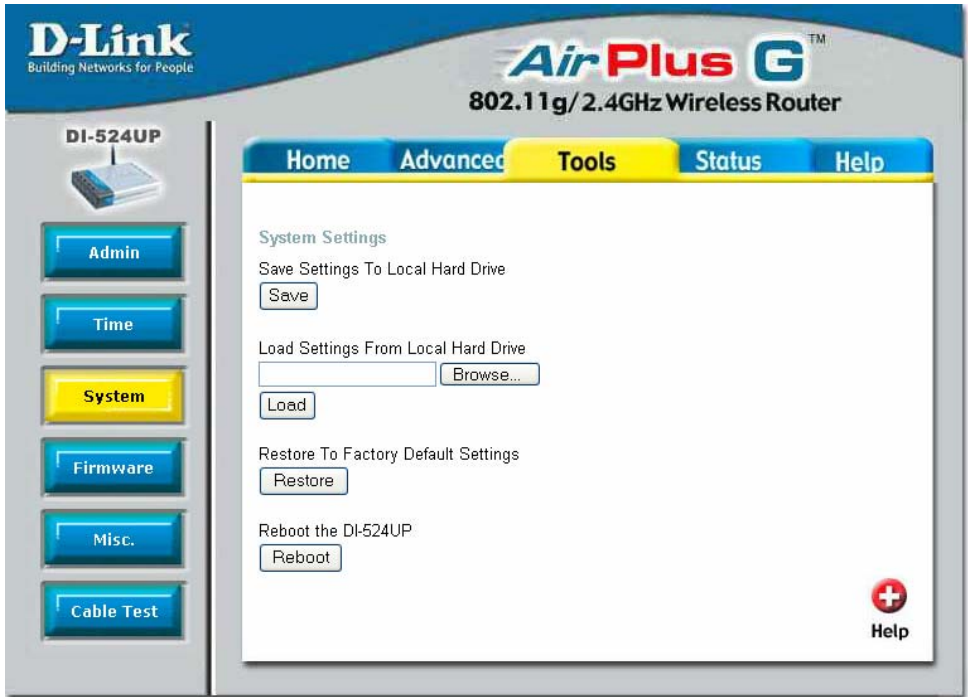 D-Link
Building Networks for People
AirPlus G™
802.11g/2.4GHz Wireless Router
DI-524UP
Home Advanced Tools Status Help
Admin
Time
System
Firmware
Misc.
Cable Test
System Settings
Save Settings To Local Hard Drive
Save
Load Settings From Local Hard Drive
Browse...
Load
Restore To Factory Default Settings
Restore
Reboot the DI-524UP
Reboot
Help